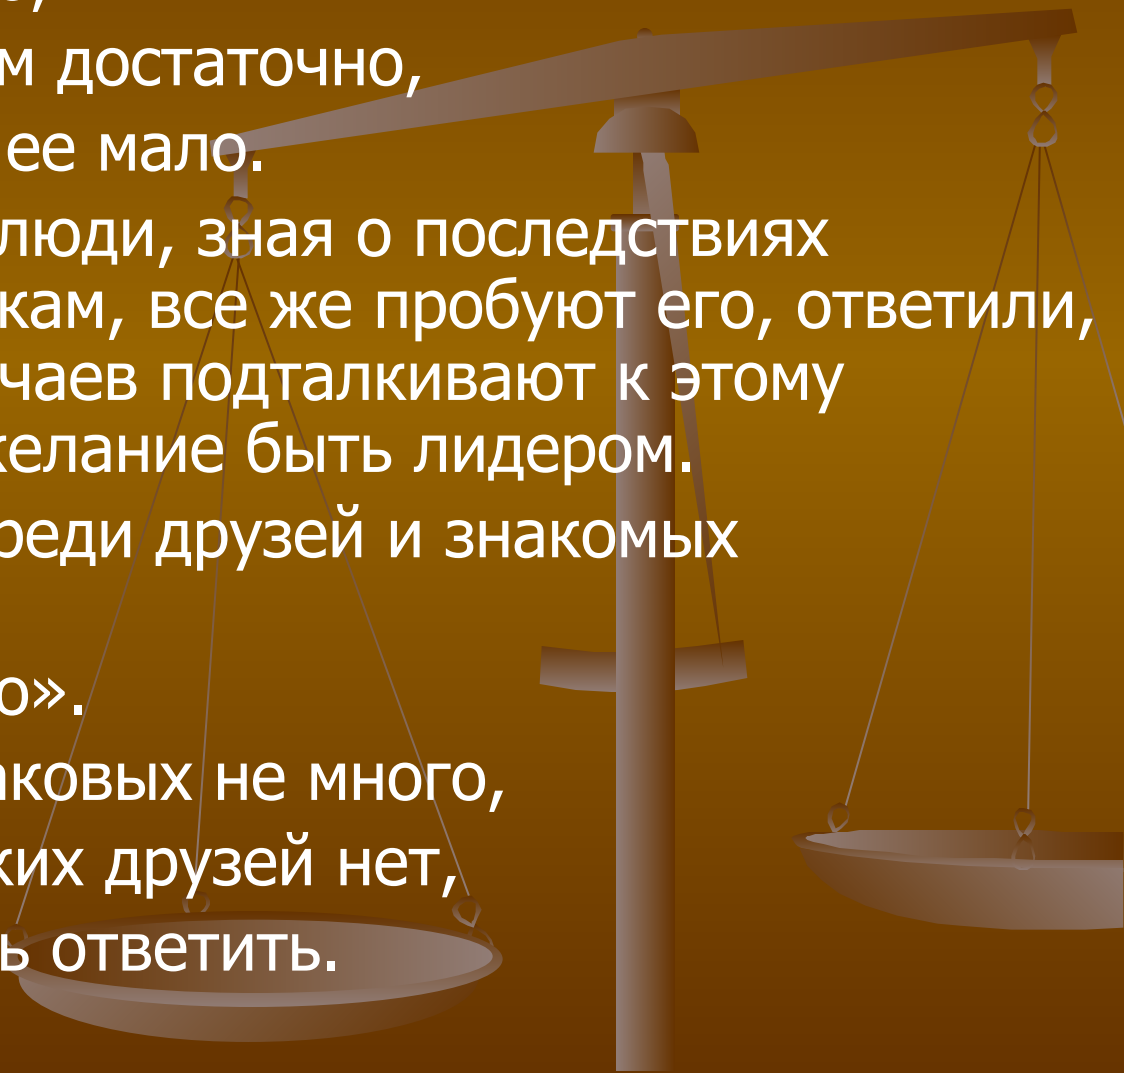 м достаточно,
ее мало.
люди, зная о последствиях
кам, все же пробуют его, ответили,
чаев подталкивают к этому
желание быть лидером.
реди друзей и знакомых
о».
аковых не много,
ких друзей нет,
ь ответить.